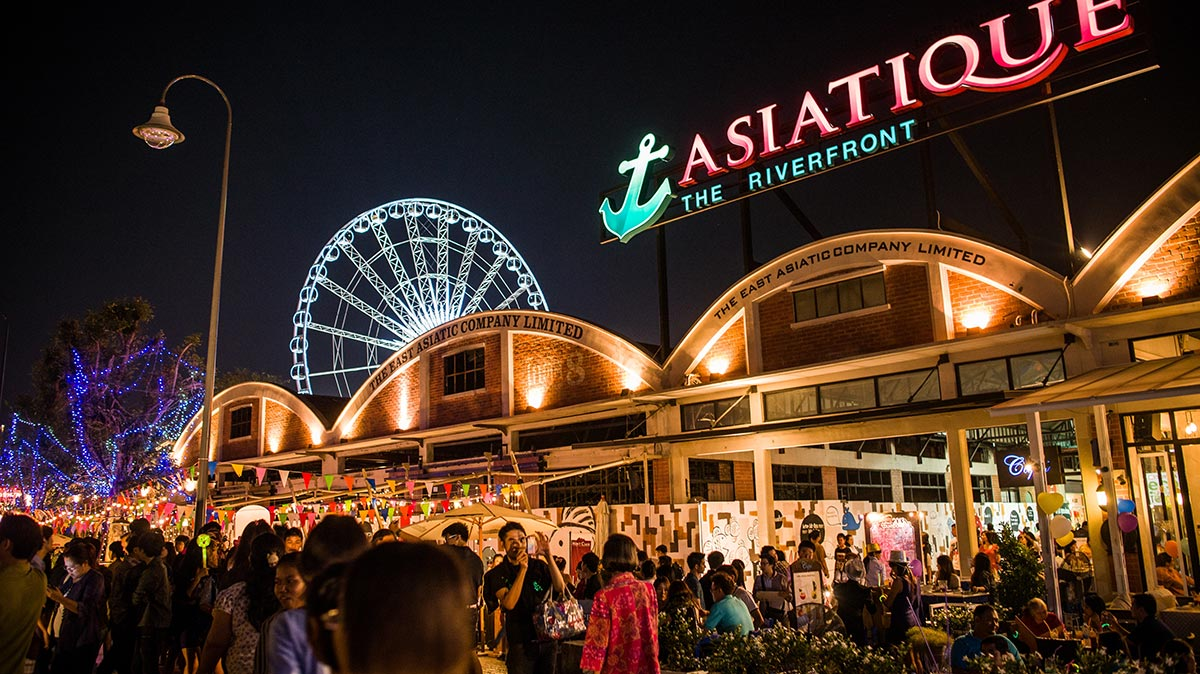 ASIATIQUE
THE RIVERFRONT
THE EAST ASIATIC COMPANY LIMITED
THE EAST ASIATIC COMPANY LIMITED